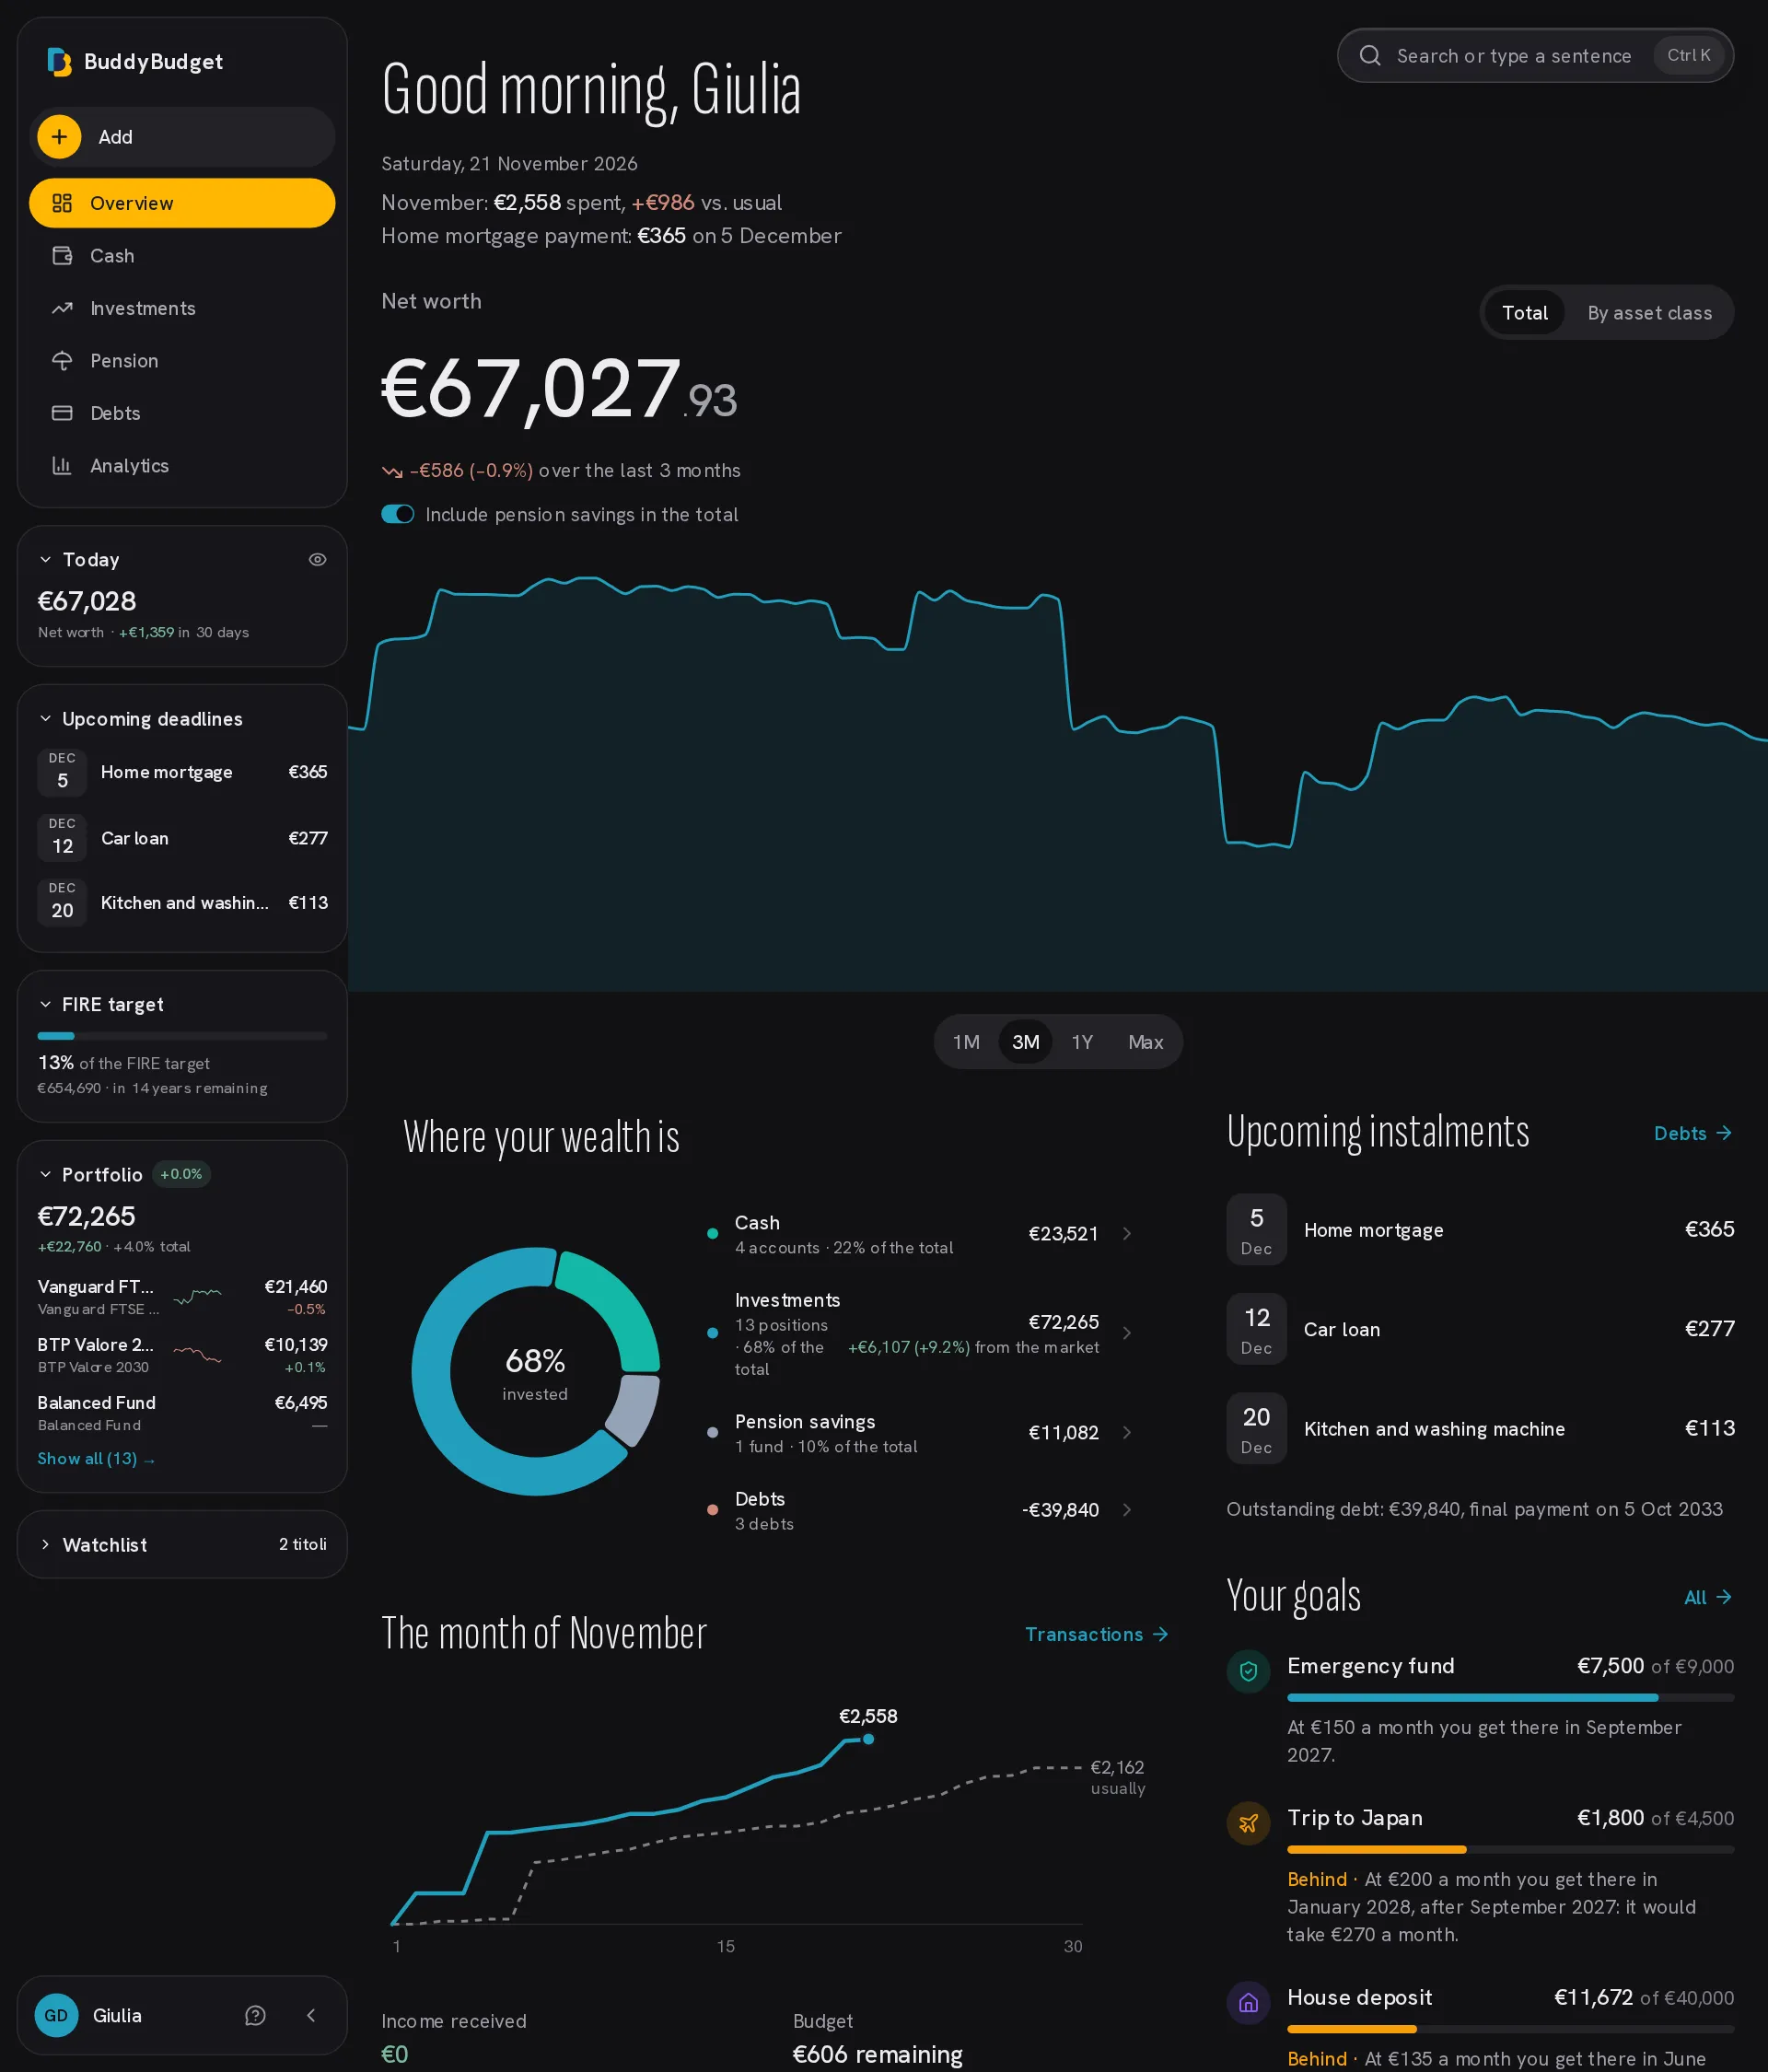 BuddyBudget
Add
Overview
Cash
Investments
Pension
Debts
Analytics
Today
€67,028
Net worth · +€1,359 in 30 days
Upcoming deadlines
DEC
5
Home mortgage
€365
DEC
12
Car loan
€277
DEC
20
Kitchen and washin...
€113
FIRE target
13% of the FIRE target
€654,690 · in 14 years remaining
Portfolio
+0.0%
€72,265
+€22,760 · +4.0% total
Vanguard FT...
€21,460
Vanguard FTSE ...
-0.5%
BTP Valore 2...
€10,139
BTP Valore 2030
+0.1%
Balanced Fund
€6,495
Balanced Fund
—
Show all (13) →
Watchlist
2 titoli
GD
Giulia
Good morning, Giulia
Search or type a sentence
Ctrl K
Saturday, 21 November 2026
November: €2,558 spent, +€986 vs. usual
Home mortgage payment: €365 on 5 December
Net worth
Total
By asset class
€67,027.93
-€586 (-0.9%) over the last 3 months
Include pension savings in the total
1M
3M
1Y
Max
Where your wealth is
68%
invested
Cash
4 accounts · 22% of the total
€23,521
Investments
13 positions
· 68% of the
total
€72,265
+€6,107 (+9.2%) from the market
Pension savings
1 fund · 10% of the total
€11,082
Debts
3 debts
-€39,840
The month of November
Transactions
€2,558
€2,162
usually
1
15
30
Income received
€0
Budget
€606 remaining
Upcoming instalments
Debts
5
Dec
Home mortgage
€365
12
Dec
Car loan
€277
20
Dec
Kitchen and washing machine
€113
Outstanding debt: €39,840, final payment on 5 Oct 2033
Your goals
All
Emergency fund
€7,500 of €9,000
At €150 a month you get there in September
2027.
Trip to Japan
€1,800 of €4,500
Behind · At €200 a month you get there in
January 2028, after September 2027: it would
take €270 a month.
House deposit
€11,672 of €40,000
Behind · At €135 a month you get there in June